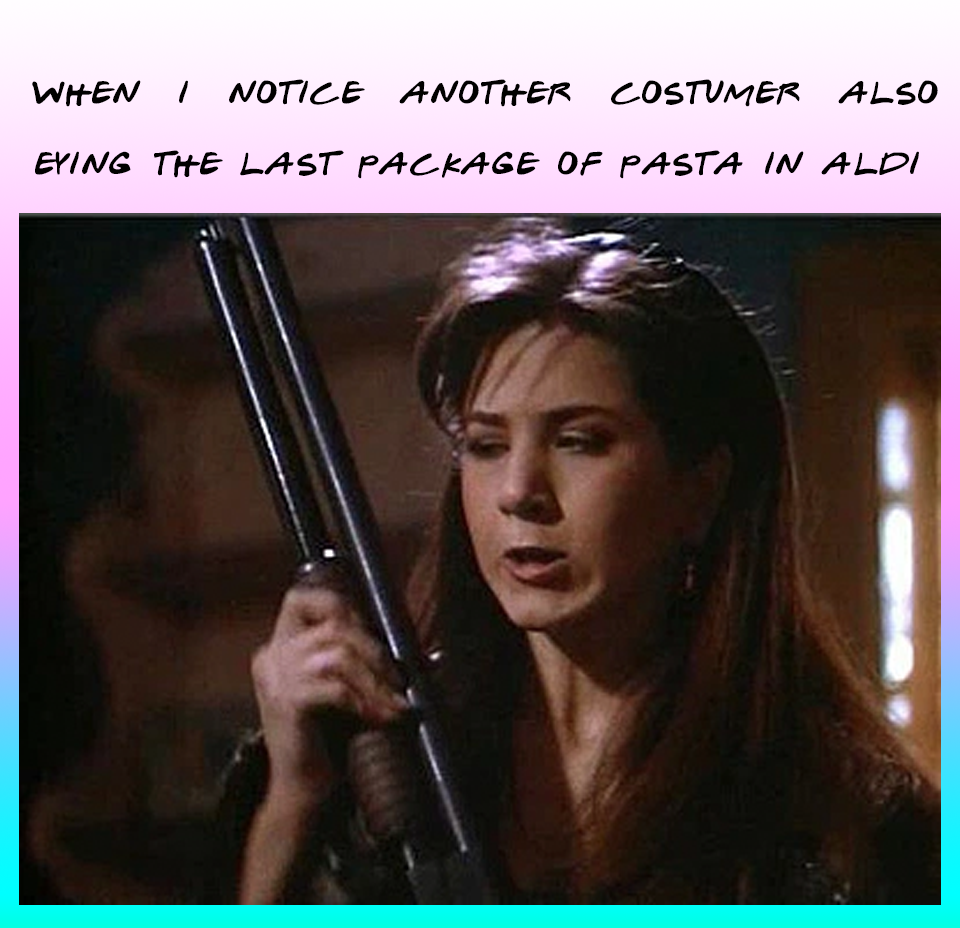 WHEN I NOTICE ANOTHER COSTUMER ALSO
EYING THE LAST PACKAGE OF PASTA IN ALDI